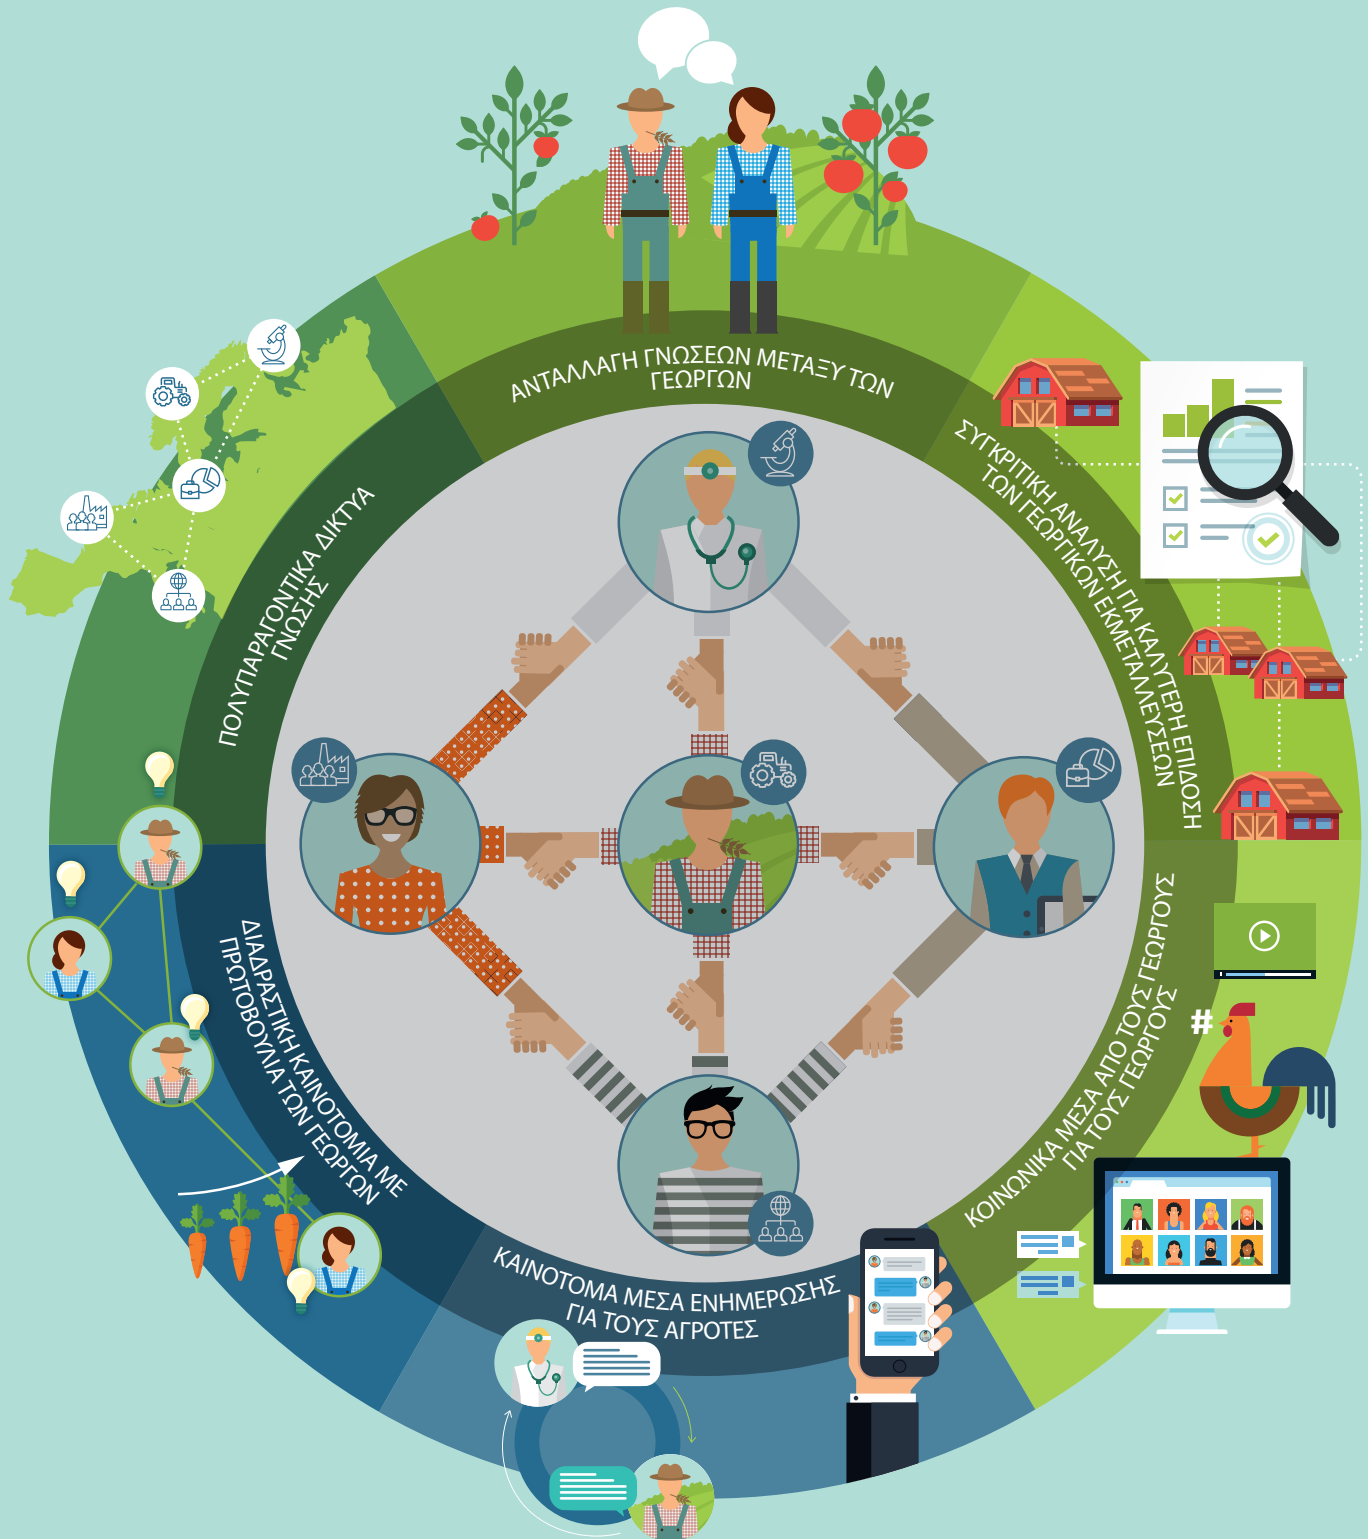 ΑΝΤΑΛΛΑΓΗ ΓΝΩΣΕΩΝ ΜΕΤΑΞΥ ΤΩΝ
ΓΕΩΡΓΩΝ
ΣΥΓΚΡΙΤΙΚΗ ΑΝΑΛΥΣΗ ΓΙΑ ΚΑΛΥΤΕΡΗ ΕΠΙΔΟΣΗ
ΤΩΝ ΓΕΩΡΓΙΚΩΝ ΕΚΜΕΤΑΛΛΕΥΣΕΩΝ
ΚΟΙΝΩΝΙΚΑ ΜΕΣΑ ΑΠΟ ΤΟΥΣ ΓΕΩΡΓΟΥΣ
ΓΙΑ ΤΟΥΣ ΓΕΩΡΓΟΥΣ
#
ΚΑΙΝΟΤΟΜΑ ΜΕΣΑ ΕΝΗΜΕΡΩΣΗΣ
ΓΙΑ ΤΟΥΣ ΑΓΡΟΤΕΣ
ΔΙΑΔΡΑΣΤΙΚΗ ΚΑΙΝΟΤΟΜΙΑ ΜΕ
ΠΡΩΤΟΒΟΥΛΙΑ ΤΩΝ ΓΕΩΡΓΩΝ
ΠΟΛΥΠΑΡΑΓΟΝΤΙΚΑ ΔΙΚΤΥΑ
ΓΝΩΣΗΣ